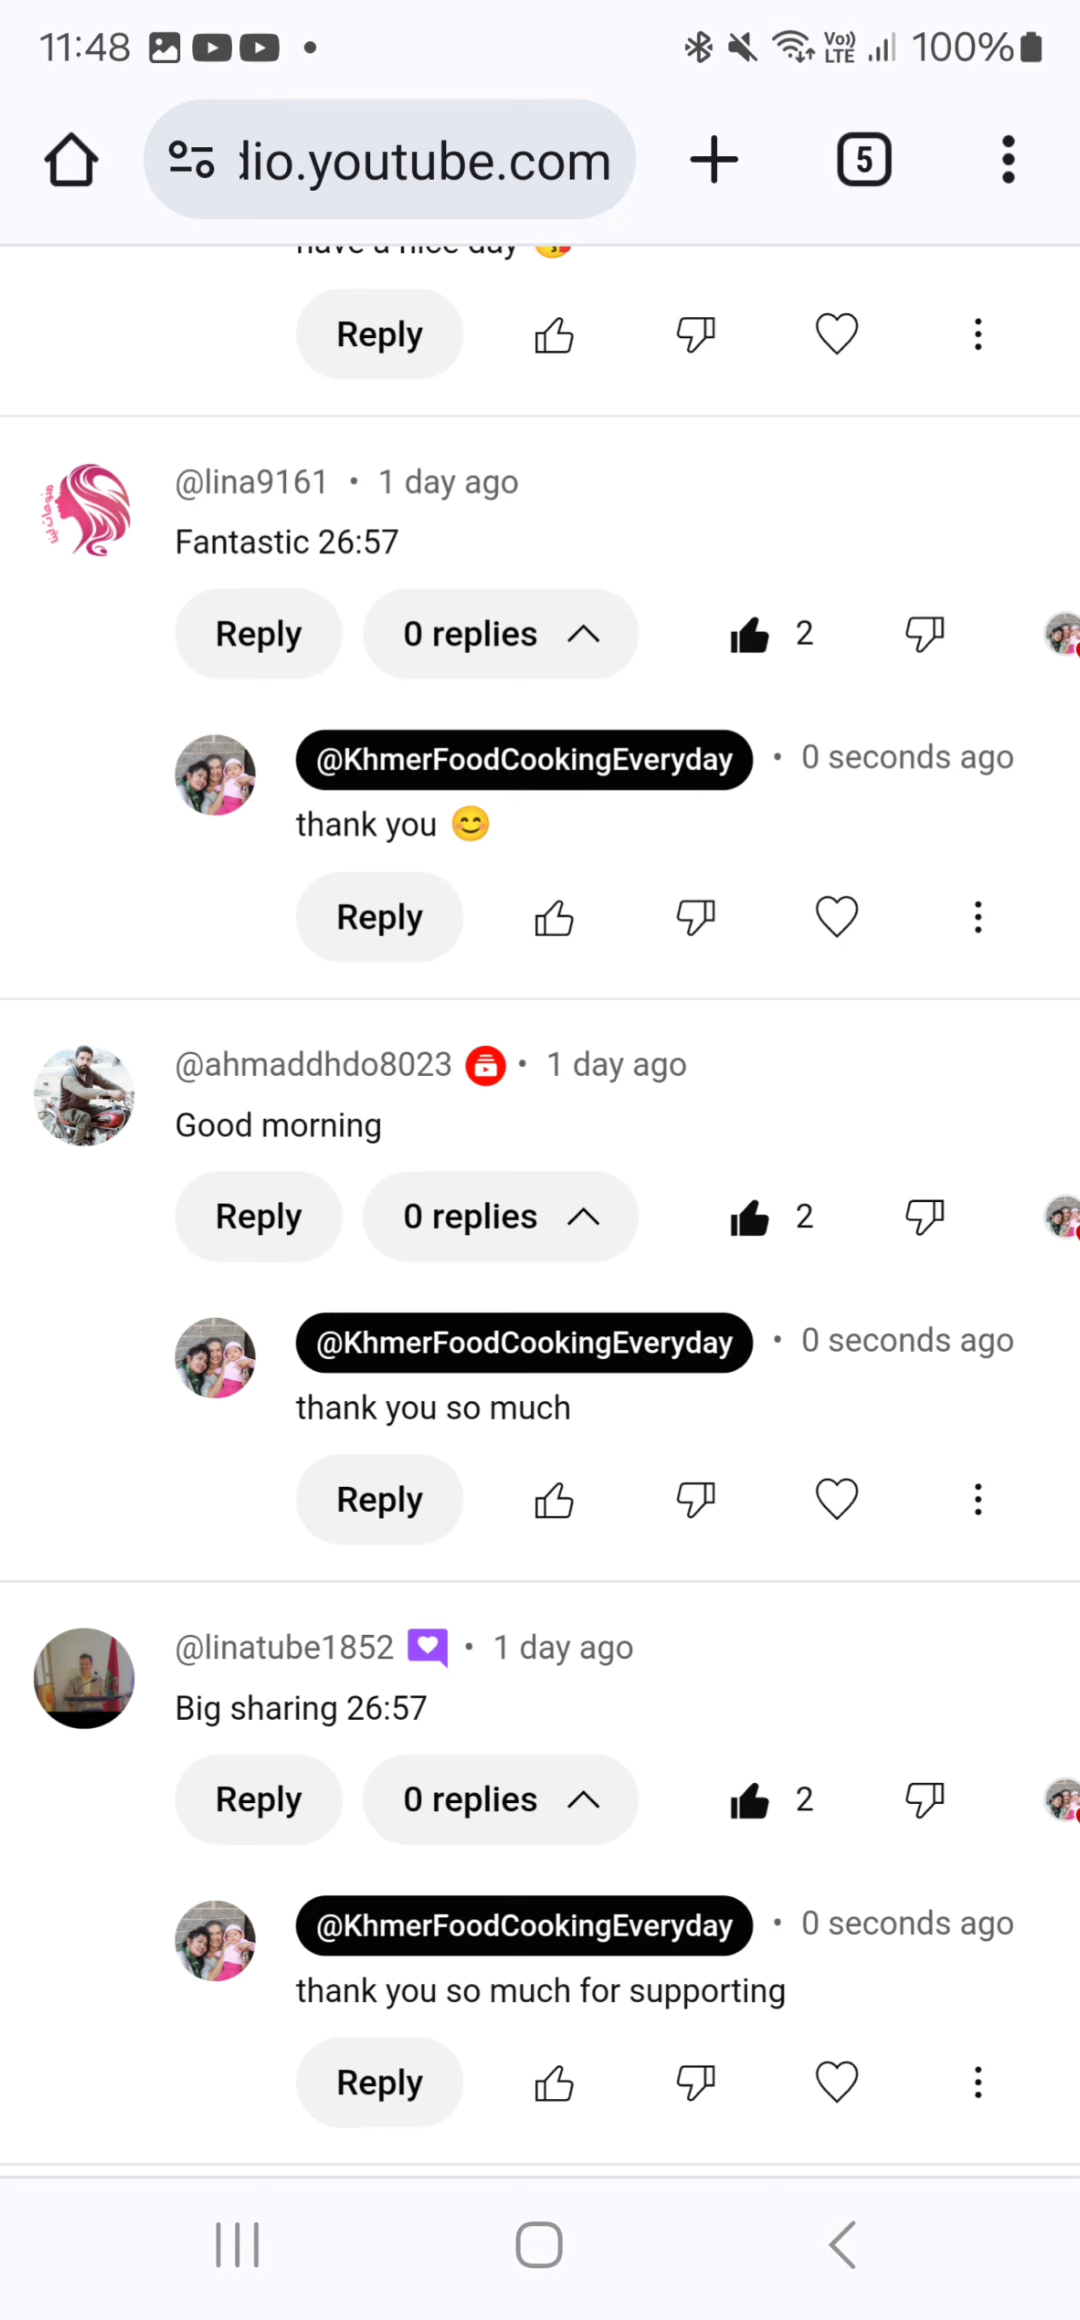 11:48
Vo)) LTE 100%
lio.youtube.com
5
have a nice day 😘
Reply
@lina9161 • 1 day ago
Fantastic 26:57
Reply 0 replies 2
@KhmerFoodCookingEveryday • 0 seconds ago
thank you 😊
Reply
@ahmaddhdo8023 • 1 day ago
Good morning
Reply 0 replies 2
@KhmerFoodCookingEveryday • 0 seconds ago
thank you so much
Reply
@linatube1852 • 1 day ago
Big sharing 26:57
Reply 0 replies 2
@KhmerFoodCookingEveryday • 0 seconds ago
thank you so much for supporting
Reply